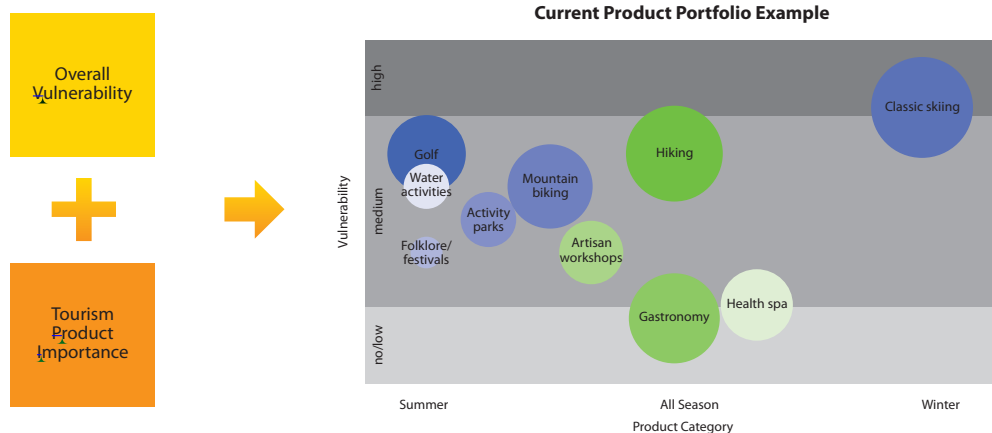 Current Product Portfolio Example
Overall
Vulnerability
Tourism
Product
Importance
Vulnerability
high
medium
no/low
Classic skiing
Golf
Water
activities
Hiking
Mountain
biking
Activity
parks
Folklore/
festivals
Artisan
workshops
Gastronomy
Health spa
Summer
All Season
Winter
Product Category